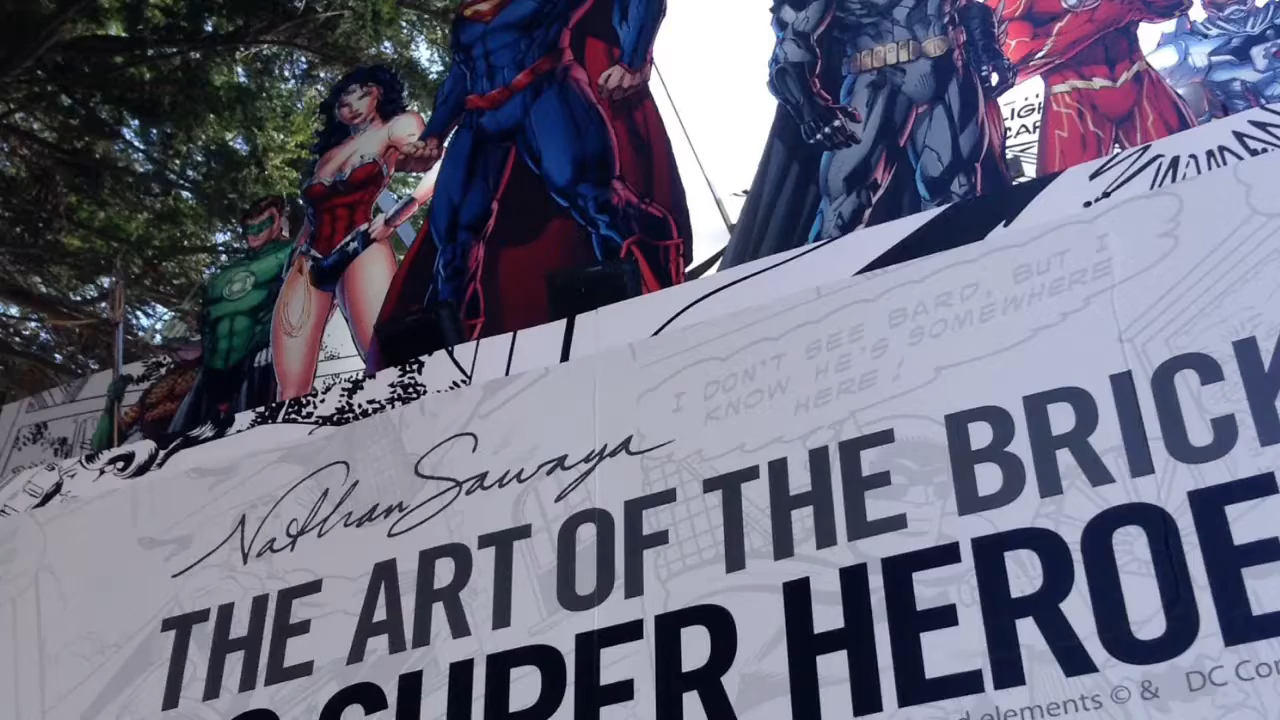 I DON'T SEE BARD, BUT I
KNOW HE'S SOMEWHERE
HERE!
Nathan Sawaya
THE ART OF THE BRICK
SUPER HEROE
elements © & DC Co